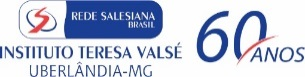 REDE SALESIANA
BRASIL
INSTITUTO TERESA VALSÉ
UBERLÂNDIA-MG
60 ANOS